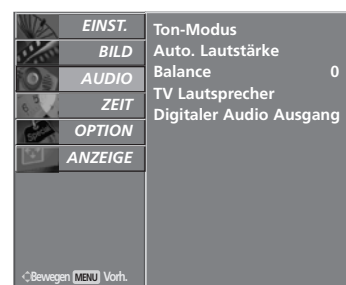 EINST.
BILD
AUDIO
ZEIT
OPTION
ANZEIGE
Ton-Modus
Auto. Lautstärke
Balance 0
TV Lautsprecher
Digitaler Audio Ausgang
Bewegen MENU Vorh.